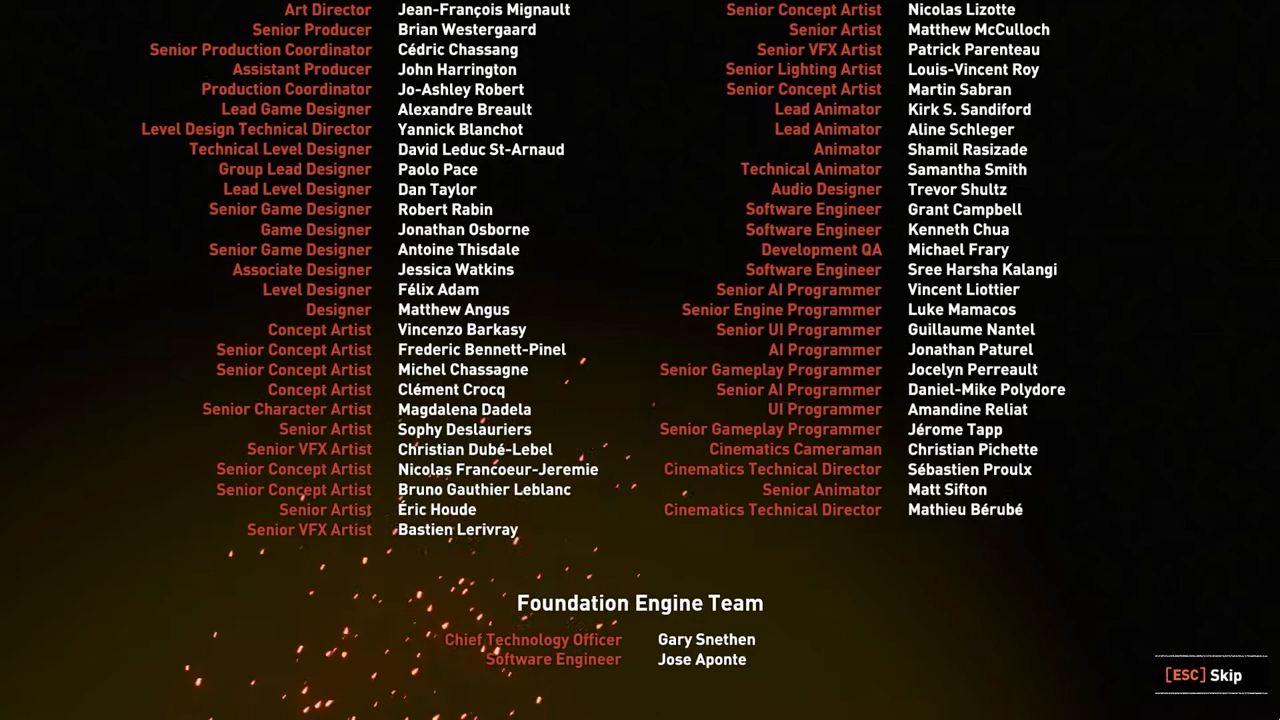 Art Director Jean-François Mignault
Senior Producer Brian Westergaard
Senior Production Coordinator Cédric Chassang
Assistant Producer John Harrington
Production Coordinator Jo-Ashley Robert
Lead Game Designer Alexandre Breault
Level Design Technical Director Yannick Blanchot
Technical Level Designer David Leduc St-Arnaud
Group Lead Designer Paolo Pace
Lead Level Designer Dan Taylor
Senior Game Designer Robert Rabin
Game Designer Jonathan Osborne
Senior Game Designer Antoine Thisdale
Associate Designer Jessica Watkins
Level Designer Félix Adam
Designer Matthew Angus
Concept Artist Vincenzo Barkasy
Senior Concept Artist Frederic Bennett-Pinel
Senior Concept Artist Michel Chassagne
Concept Artist Clément Crocq
Senior Character Artist Magdalena Dadela
Senior Artist Sophy Deslauriers
Senior VFX Artist Christian Dubé-Lebel
Senior Concept Artist Nicolas Francoeur-Jeremie
Senior Concept Artist Bruno Gauthier Leblanc
Senior Artist Éric Houde
Senior VFX Artist Bastien Lerivray
Senior Concept Artist Nicolas Lizotte
Senior Artist Matthew McCulloch
Senior VFX Artist Patrick Parenteau
Senior Lighting Artist Louis-Vincent Roy
Senior Concept Artist Martin Sabran
Lead Animator Kirk S. Sandiford
Lead Animator Aline Schleger
Animator Shamil Rasizade
Technical Animator Samantha Smith
Audio Designer Trevor Shultz
Software Engineer Grant Campbell
Software Engineer Kenneth Chua
Development QA Michael Frary
Software Engineer Sree Harsha Kalangi
Senior AI Programmer Vincent Liottier
Senior Engine Programmer Luke Mamacos
Senior UI Programmer Guillaume Nantel
AI Programmer Jonathan Paturel
Senior Gameplay Programmer Jocelyn Perreault
Senior AI Programmer Daniel-Mike Polydore
UI Programmer Amandine Reliat
Senior Gameplay Programmer Jérome Tapp
Cinematics Cameraman Christian Pichette
Cinematics Technical Director Sébastien Proulx
Senior Animator Matt Sifton
Cinematics Technical Director Mathieu Bérubé
Foundation Engine Team
Chief Technology Officer Gary Snethen
Software Engineer Jose Aponte
[ESC] Skip